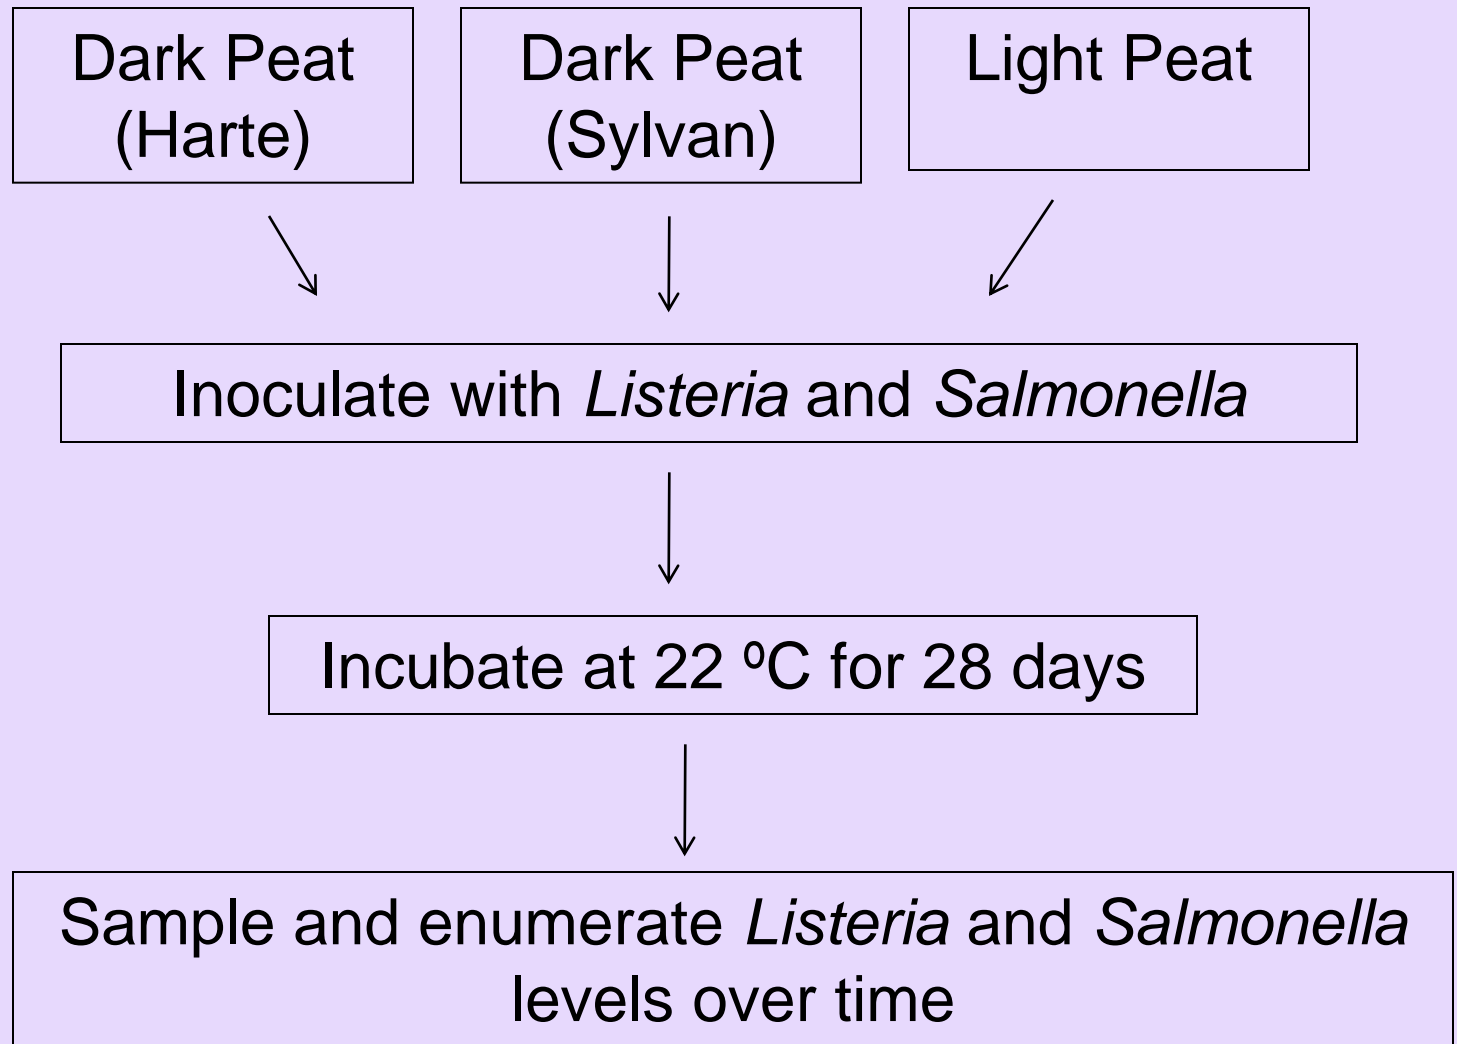 Dark Peat
(Harte)
Dark Peat
(Sylvan)
Light Peat
Inoculate with Listeria and Salmonella
Incubate at 22 ºC for 28 days
Sample and enumerate Listeria and Salmonella
levels over time